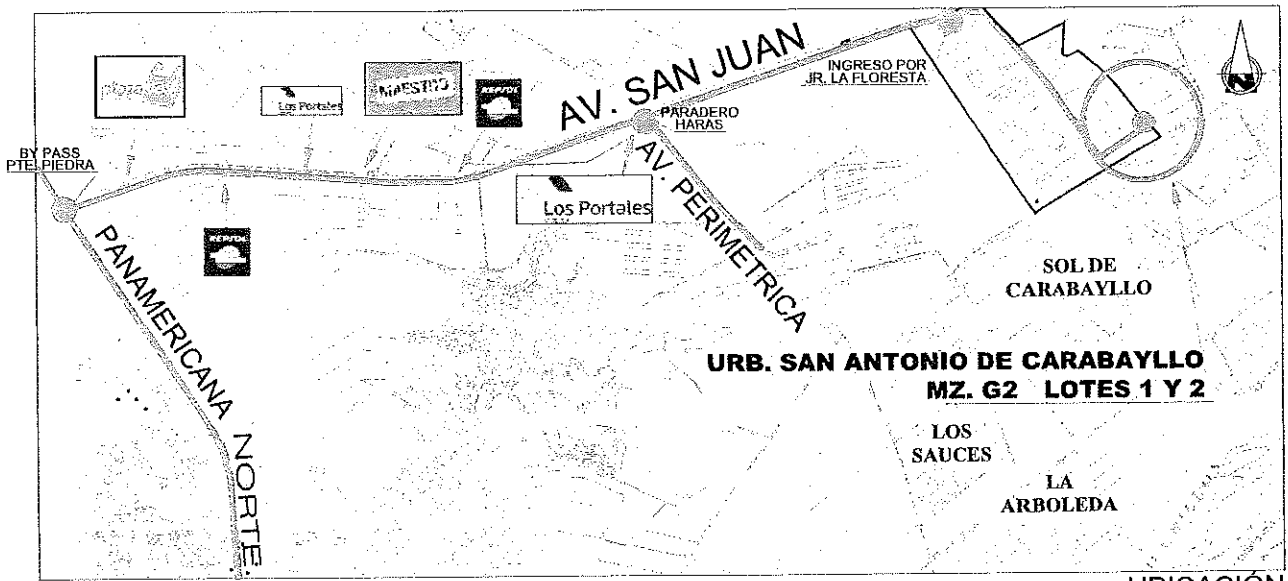 plaza
Los Portales
MAESTRO
REPSOL
AV. SAN JUAN
INGRESO POR
JR. LA FLORESTA
N
PARADERO
HARAS
BY PASS
PTE. PIEDRA
Los Portales
AV. PERIMETRICA
REPSOL
PANAMERICANA NORTE
SOL DE
CARABAYLLO
URB. SAN ANTONIO DE CARABAYLLO
MZ. G2 LOTES 1 Y 2
LOS
SAUCES
LA
ARBOLEDA
UBICACIÓN